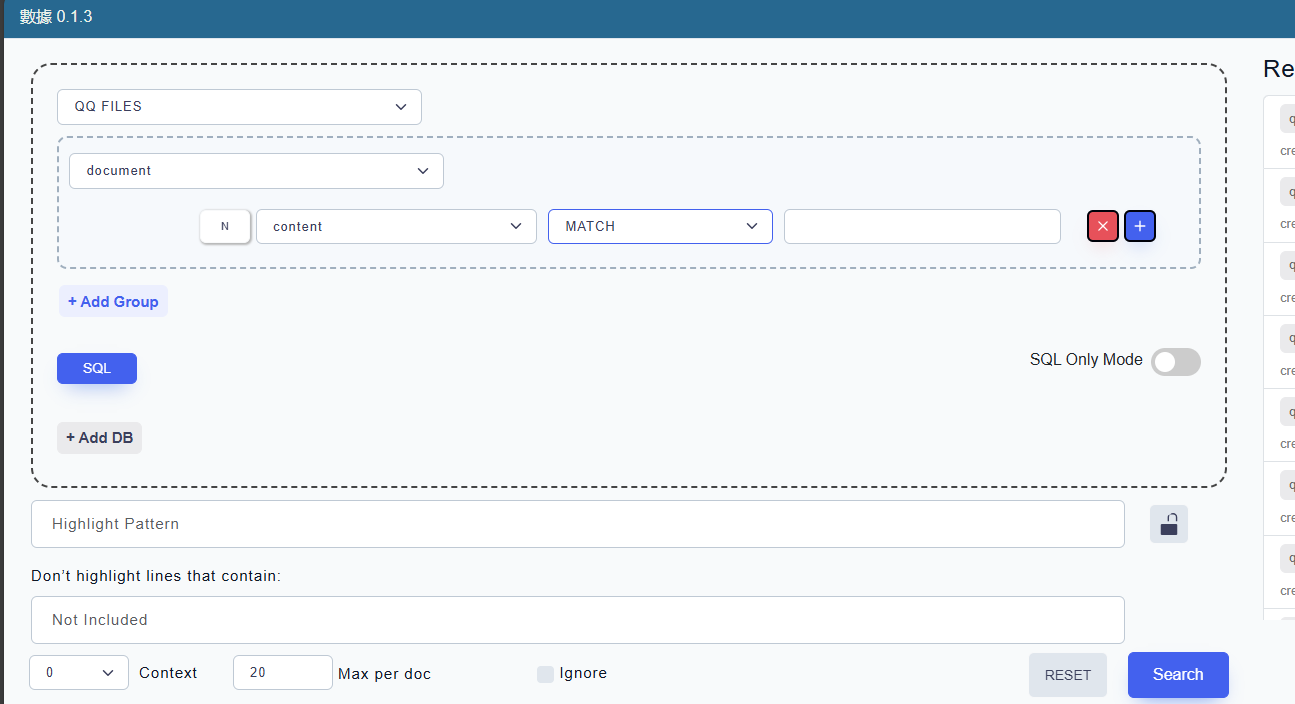 數據 0.1.3
Re
QQ FILES
q
document
cre
q
N content MATCH
cre
q
+ Add Group
cre
q
SQL
SQL Only Mode
cre
q
+ Add DB
cre
q
cre
Highlight Pattern
q
Don't highlight lines that contain:
cre
Not Included
0 Context 20 Max per doc Ignore
RESET Search